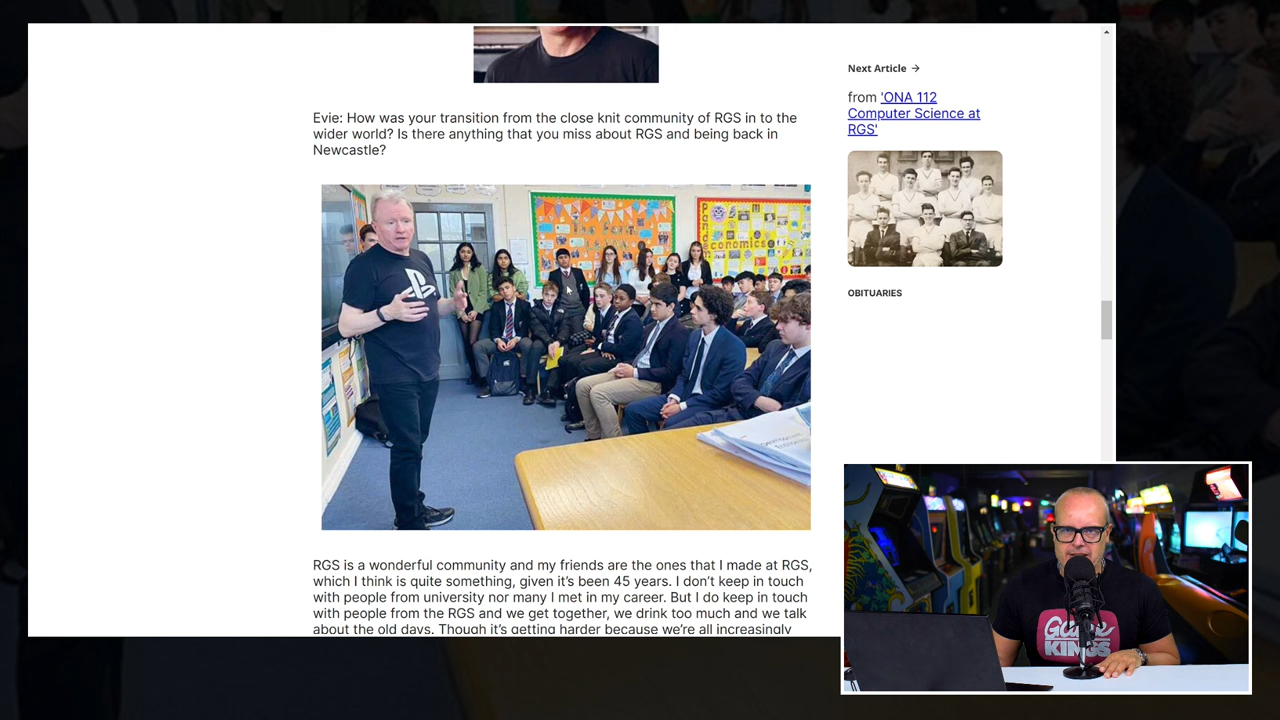 Evie: How was your transition from the close knit community of RGS in to the
wider world? Is there anything that you miss about RGS and being back in
Newcastle?
economics
RGS is a wonderful community and my friends are the ones that I made at RGS,
which I think is quite something, given it's been 45 years. I don't keep in touch
with people from university nor many I met in my career. But I do keep in touch
with people from the RGS and we get together, we drink too much and we talk
about the old days. Though it's getting harder because we're all increasingly
Next Article →
from 'ONA 112
Computer Science at
RGS'
OBITUARIES
Game
KINGS